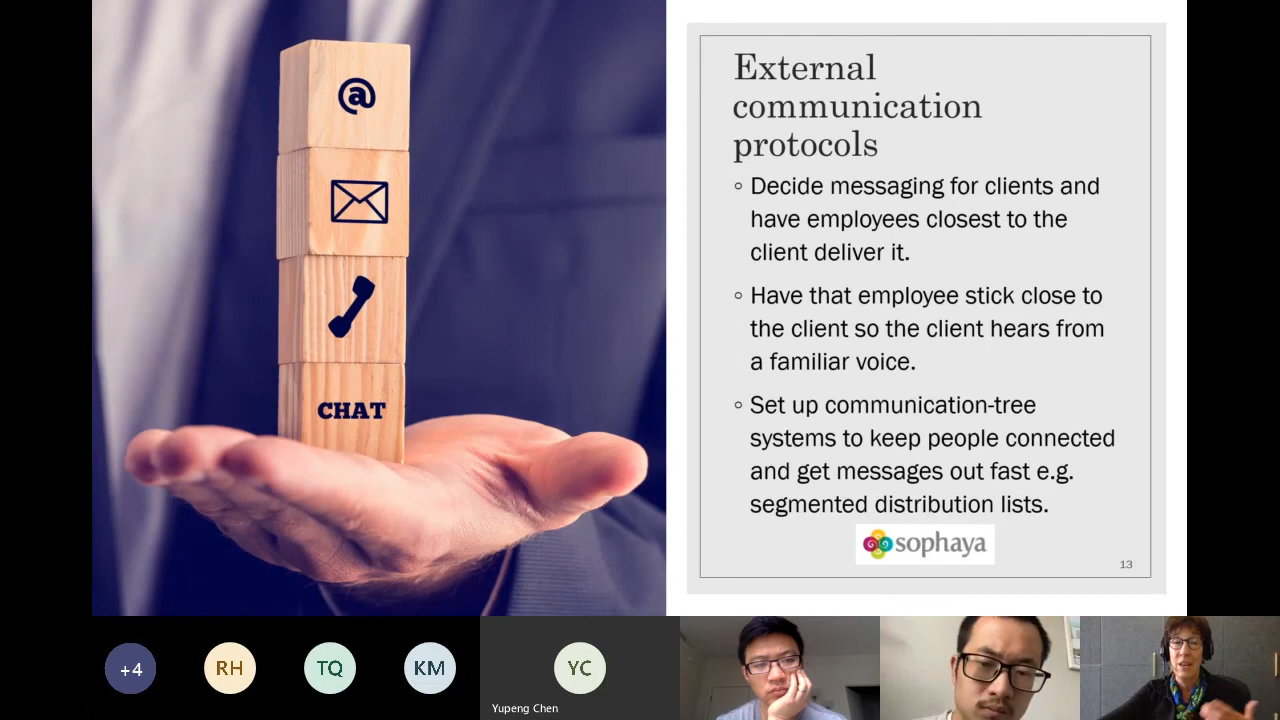 @
CHAT
External
communication
protocols
◦ Decide messaging for clients and
have employees closest to the
client deliver it.
◦ Have that employee stick close to
the client so the client hears from
a familiar voice.
◦ Set up communication-tree
systems to keep people connected
and get messages out fast e.g.
segmented distribution lists.
sophaya
13
+4
RH
TQ
KM
YC
Yupeng Chen